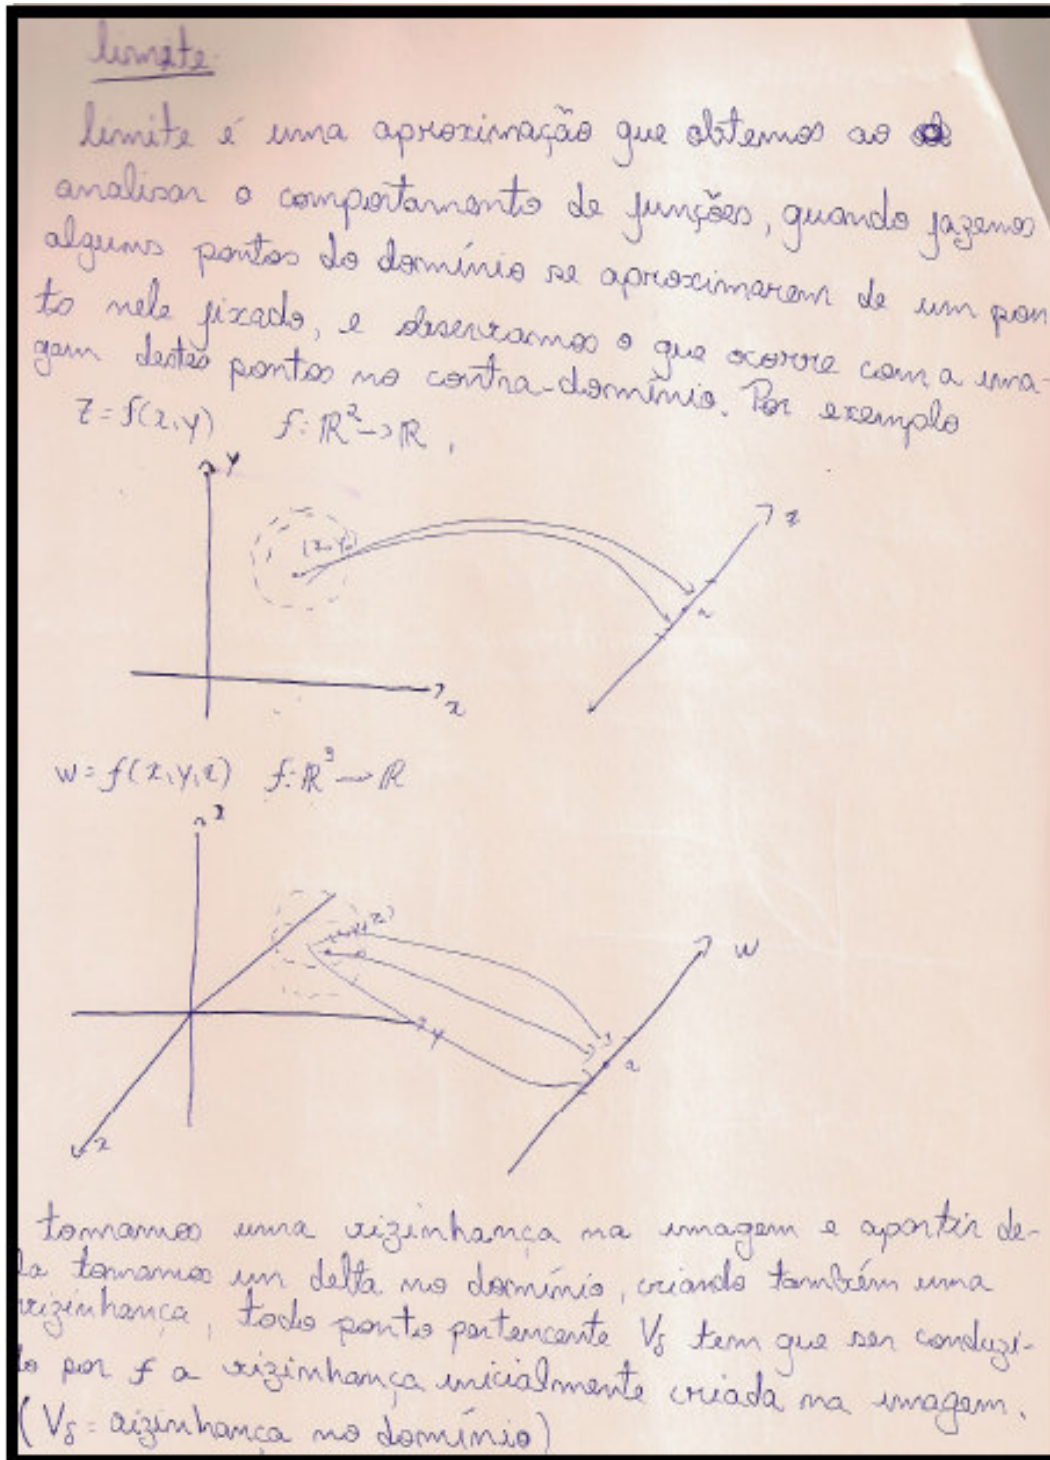 limite.
limite é uma aproximação que obtemos ao
analisar o comportamento de funções, quando fazemos
alguns pontos do domínio se aproximarem de um pon
to nele fixado, e observamos o que ocorre com a ima-
gem destes pontos no contra-domínio. Por exemplo
z = f(x,y)   f: R² -> R,
y
(x,y)
z
a
x
w = f(x,y,z)   f: R³ -> R
z
(x,y,z)
w
y
a
x
tomamos uma vizinhança na imagem e apartir de-
la tomamos um delta no domínio, criando também uma
vizinhança, todo ponto pertencente Vδ tem que ser conduzi-
do por f a vizinhança inicialmente criada na imagem.
(Vδ = vizinhança no domínio)